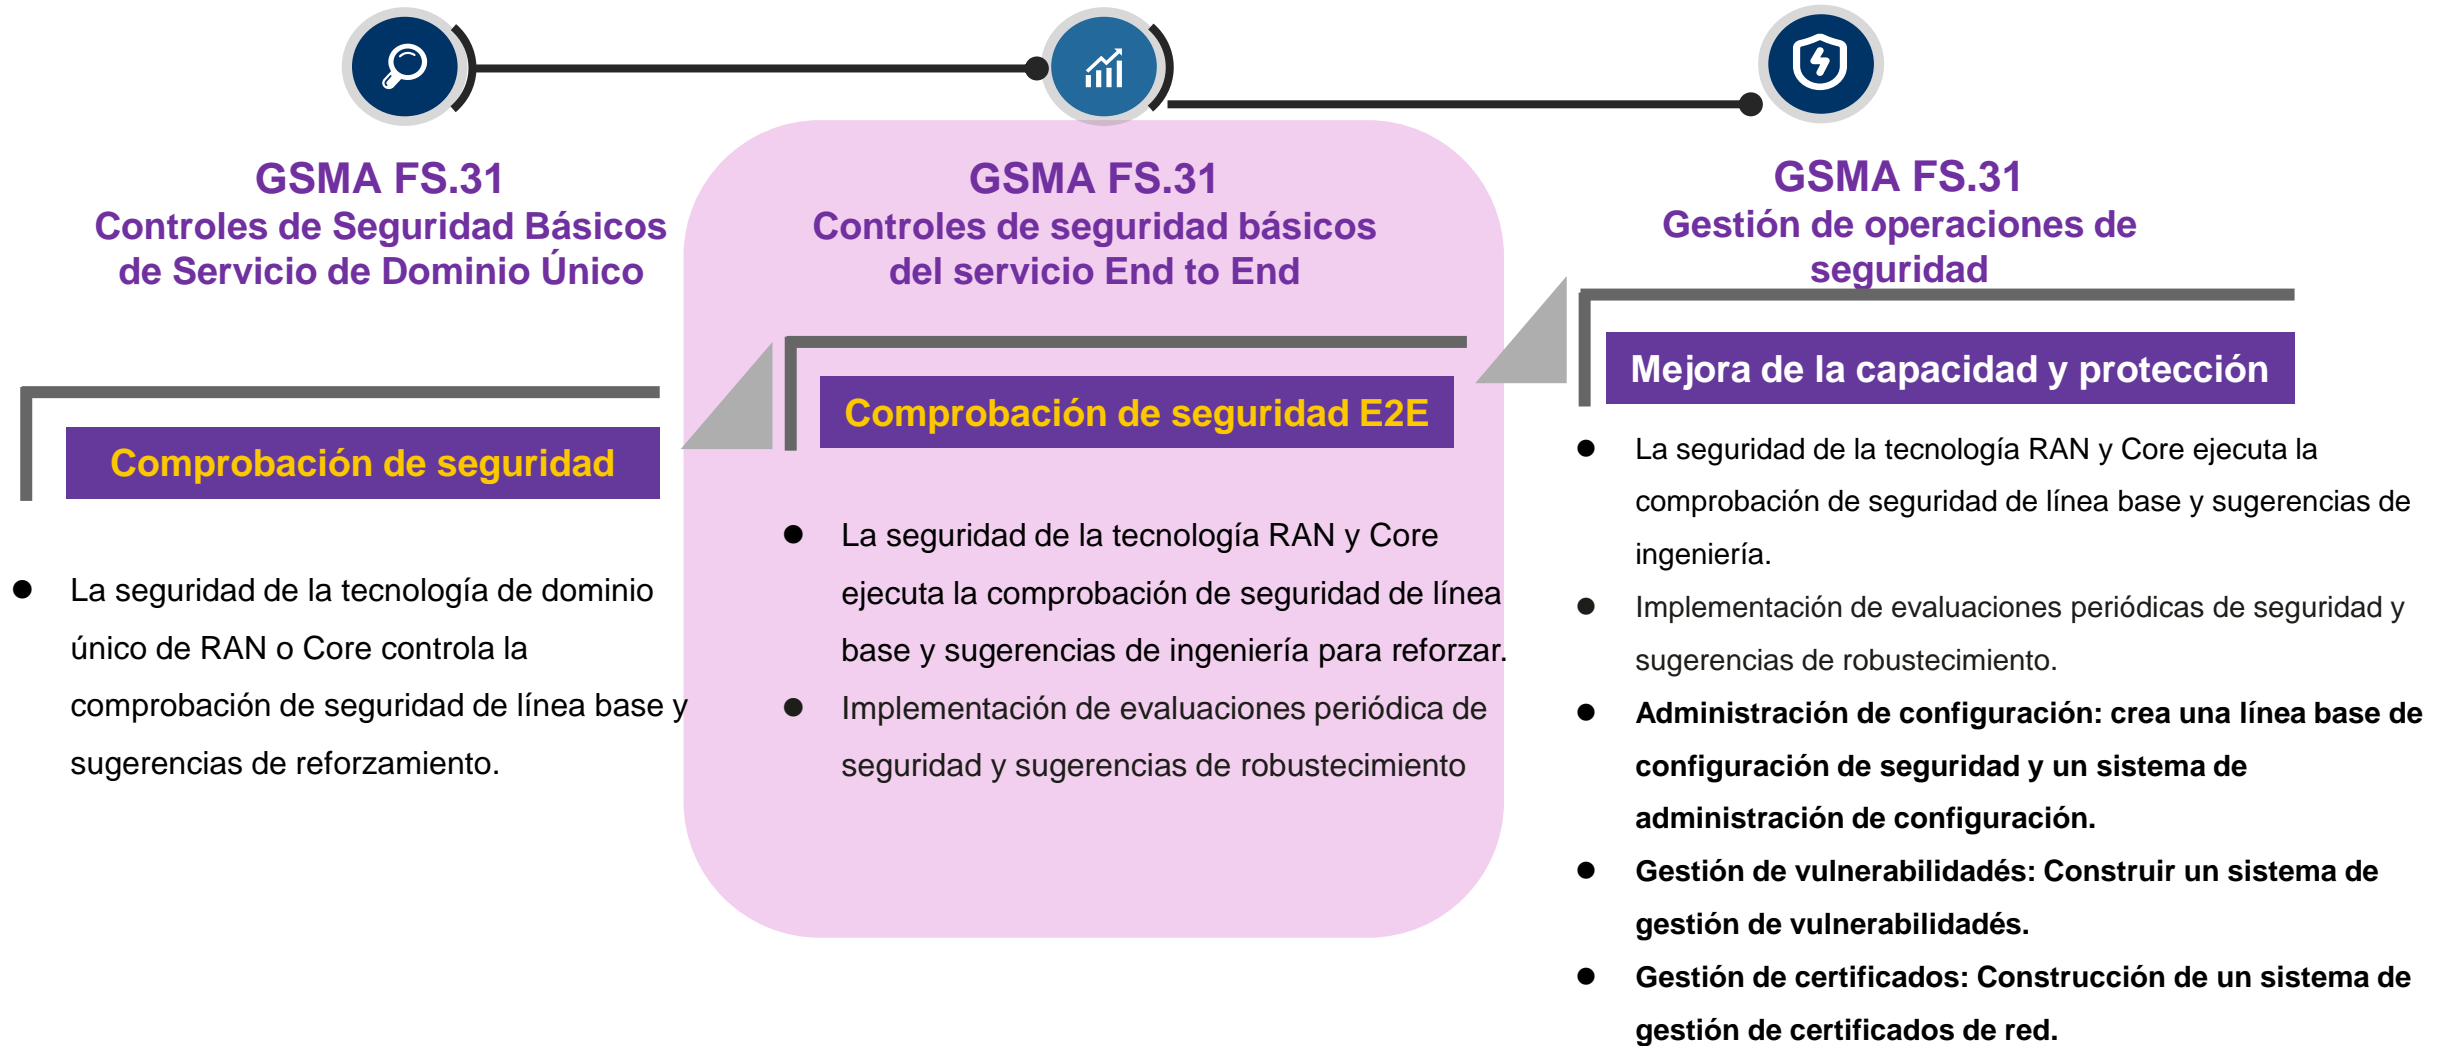 GSMA FS.31
Controles de Seguridad Básicos
de Servicio de Dominio Único
Comprobación de seguridad
La seguridad de la tecnología de dominio
único de RAN o Core controla la
comprobación de seguridad de línea base y
sugerencias de reforzamiento.
GSMA FS.31
Controles de seguridad básicos
del servicio End to End
Comprobación de seguridad E2E
La seguridad de la tecnología RAN y Core
ejecuta la comprobación de seguridad de línea
base y sugerencias de ingeniería para reforzar.
Implementación de evaluaciones periódica de
seguridad y sugerencias de robustecimiento
GSMA FS.31
Gestión de operaciones de
seguridad
Mejora de la capacidad y protección
La seguridad de la tecnología RAN y Core ejecuta la
comprobación de seguridad de línea base y sugerencias de
ingeniería.
Implementación de evaluaciones periódicas de seguridad y
sugerencias de robustecimiento.
Administración de configuración: crea una línea base de
configuración de seguridad y un sistema de
administración de configuración.
Gestión de vulnerabilidadés: Construir un sistema de
gestión de vulnerabilidadés.
Gestión de certificados: Construcción de un sistema de
gestión de certificados de red.